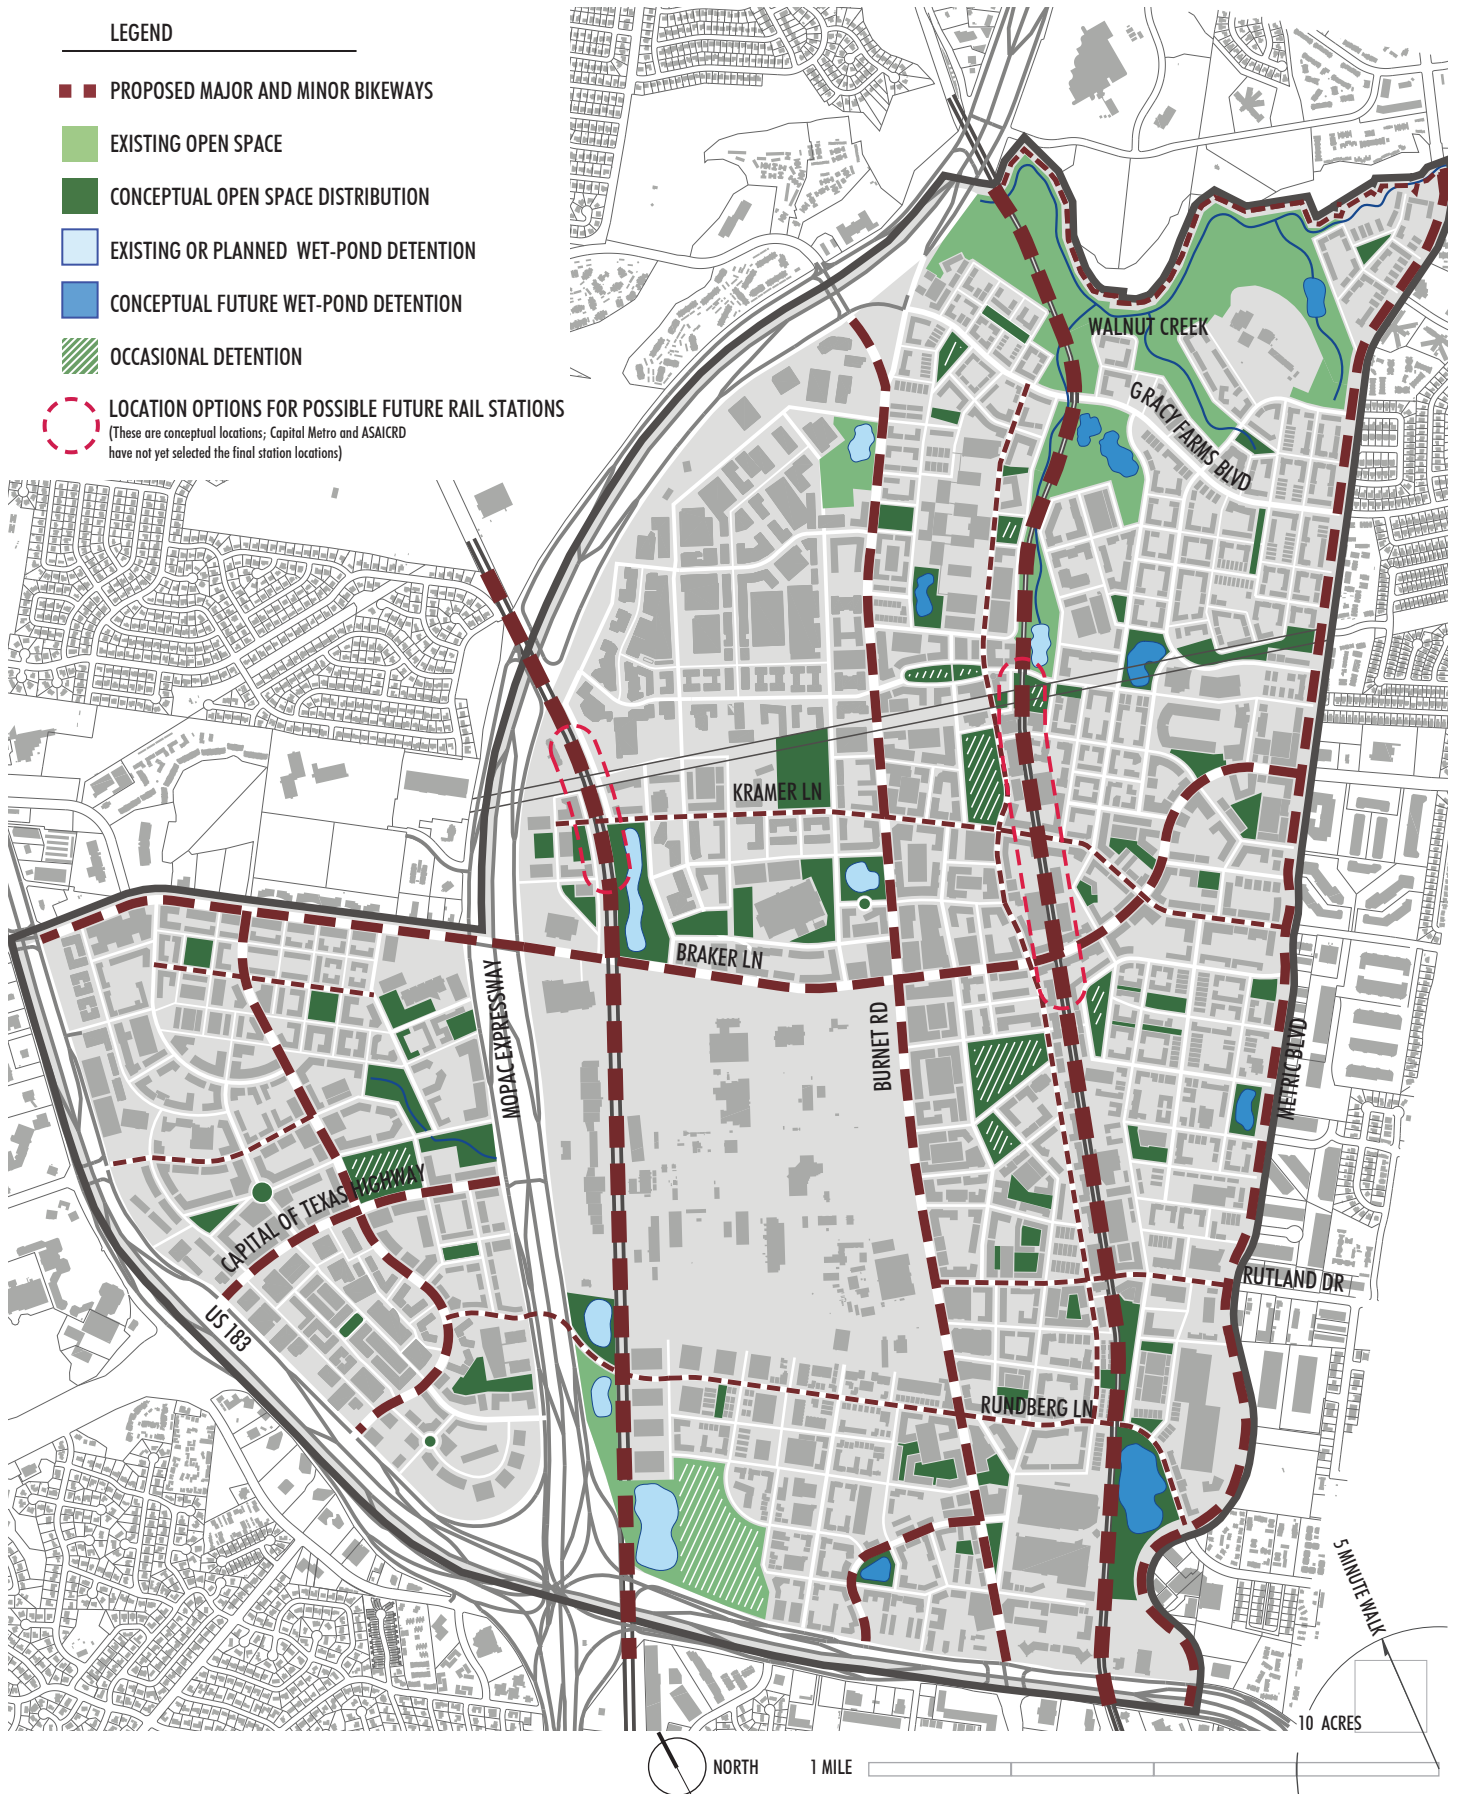 LEGEND
PROPOSED MAJOR AND MINOR BIKEWAYS
EXISTING OPEN SPACE
CONCEPTUAL OPEN SPACE DISTRIBUTION
EXISTING OR PLANNED WET-POND DETENTION
CONCEPTUAL FUTURE WET-POND DETENTION
OCCASIONAL DETENTION
LOCATION OPTIONS FOR POSSIBLE FUTURE RAIL STATIONS
(These are conceptual locations; Capital Metro and ASAICRD
have not yet selected the final station locations)
WALNUT CREEK
GRACY FARMS BLVD
KRAMER LN
BRAKER LN
MOPAC EXPRESSWAY
BURNET RD
METRIC BLVD
CAPITAL OF TEXAS HIGHWAY
US 183
RUTLAND DR
RUNDBERG LN
5 MINUTE WALK
10 ACRES
NORTH
1 MILE